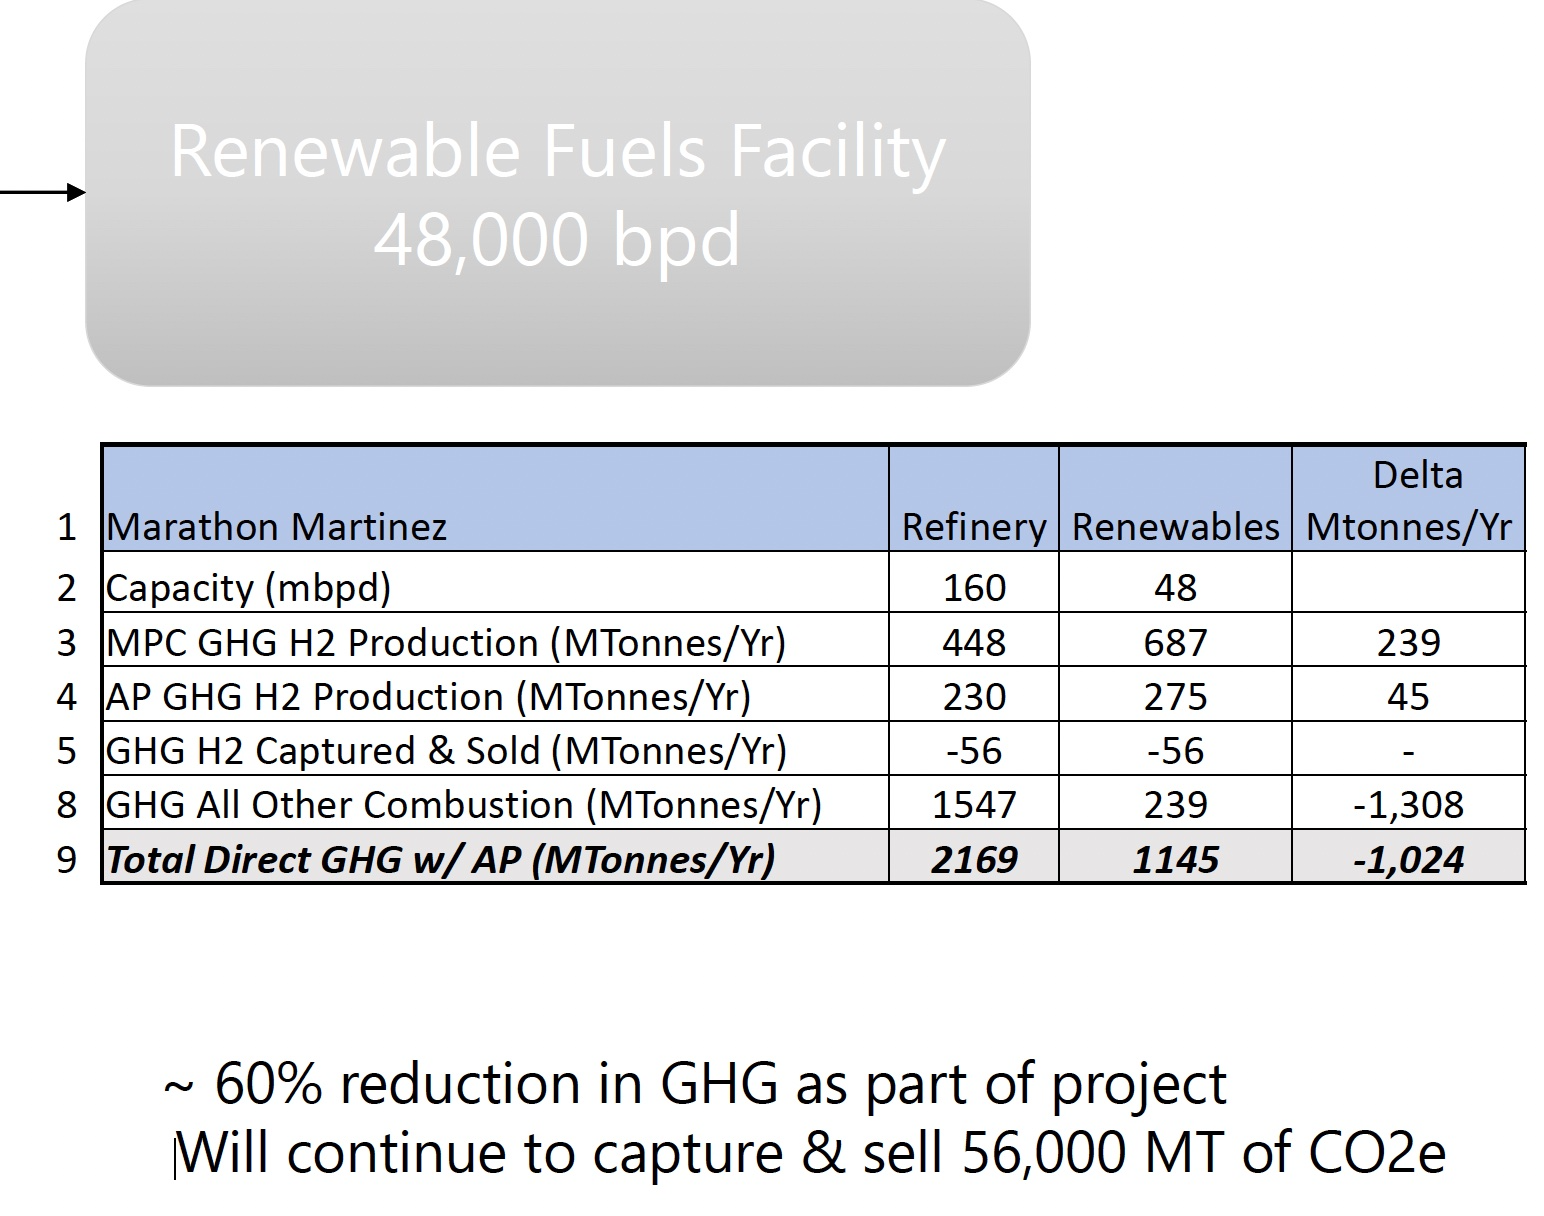 Renewable Fuels Facility
48,000 bpd
Delta
1 Marathon Martinez Refinery Renewables Mtonnes/Yr
2 Capacity (mbpd) 160 48
3 MPC GHG H2 Production (MTonnes/Yr) 448 687 239
4 AP GHG H2 Production (MTonnes/Yr) 230 275 45
5 GHG H2 Captured & Sold (MTonnes/Yr) -56 -56 -
8 GHG All Other Combustion (MTonnes/Yr) 1547 239 -1,308
9 Total Direct GHG w/ AP (MTonnes/Yr) 2169 1145 -1,024
~ 60% reduction in GHG as part of project
Will continue to capture & sell 56,000 MT of CO2e